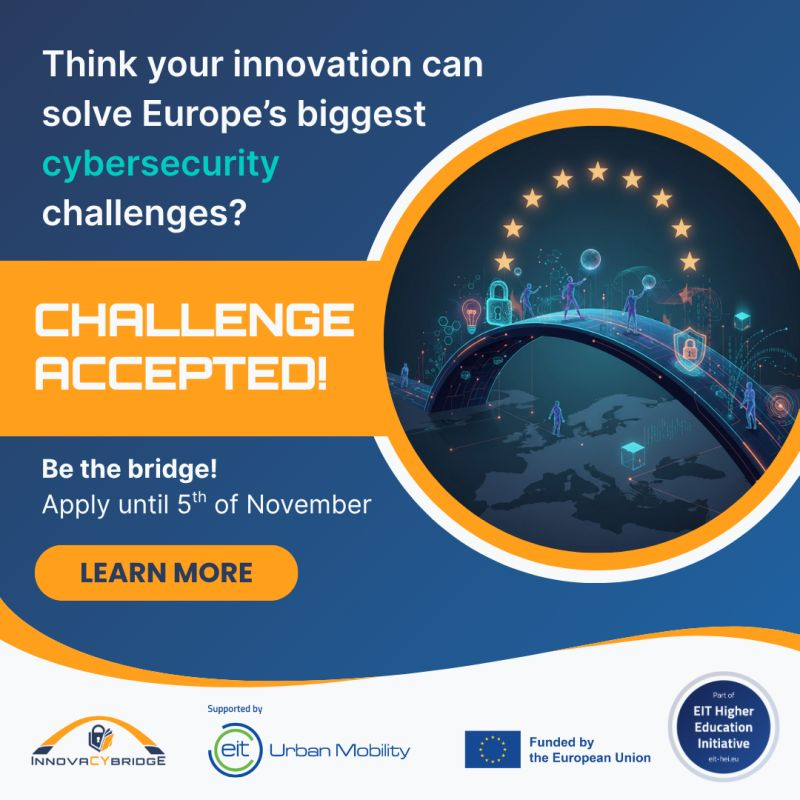 Think your innovation can
solve Europe's biggest
cybersecurity
challenges?
CHALLENGE
ACCEPTED!
Be the bridge!
Apply until 5th of November
LEARN MORE
INNOVACYBRIDGE
Supported by
eit Urban Mobility
Funded by
the European Union
Part of
EIT Higher
Education
Initiative
eit-hei.eu